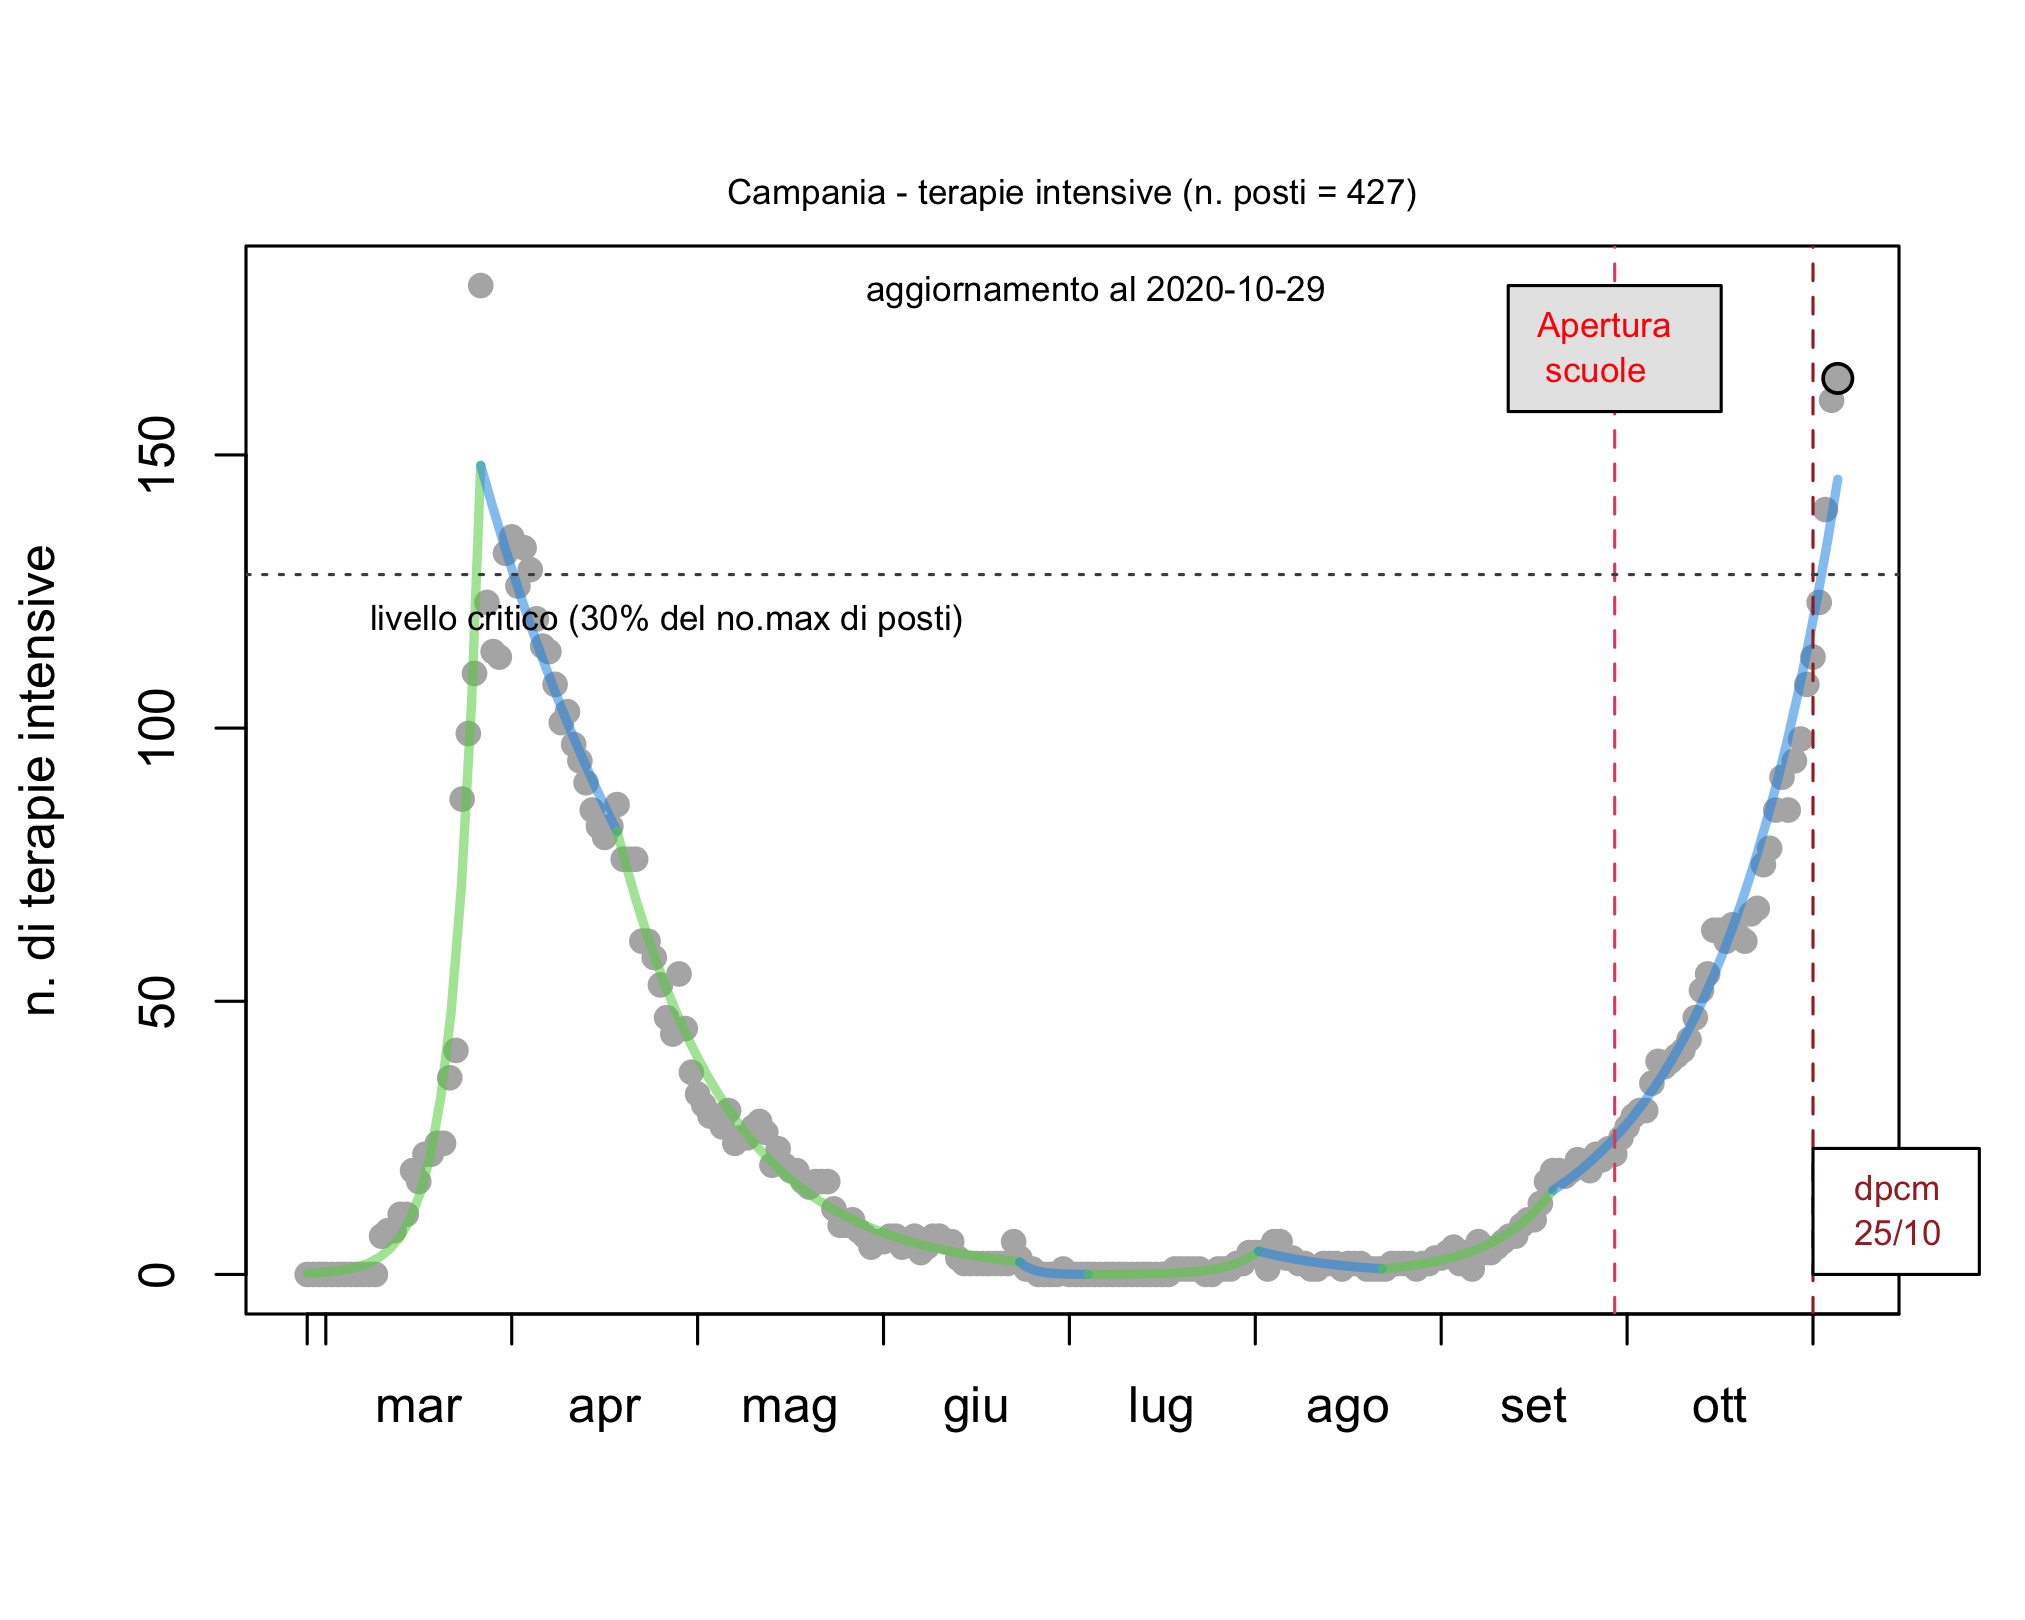 Campania - terapie intensive (n. posti = 427)
aggiornamento al 2020-10-29
Apertura
scuole
livello critico (30% del no.max di posti)
n. di terapie intensive
150
100
50
0
dpcm
25/10
mar apr mag giu lug ago set ott